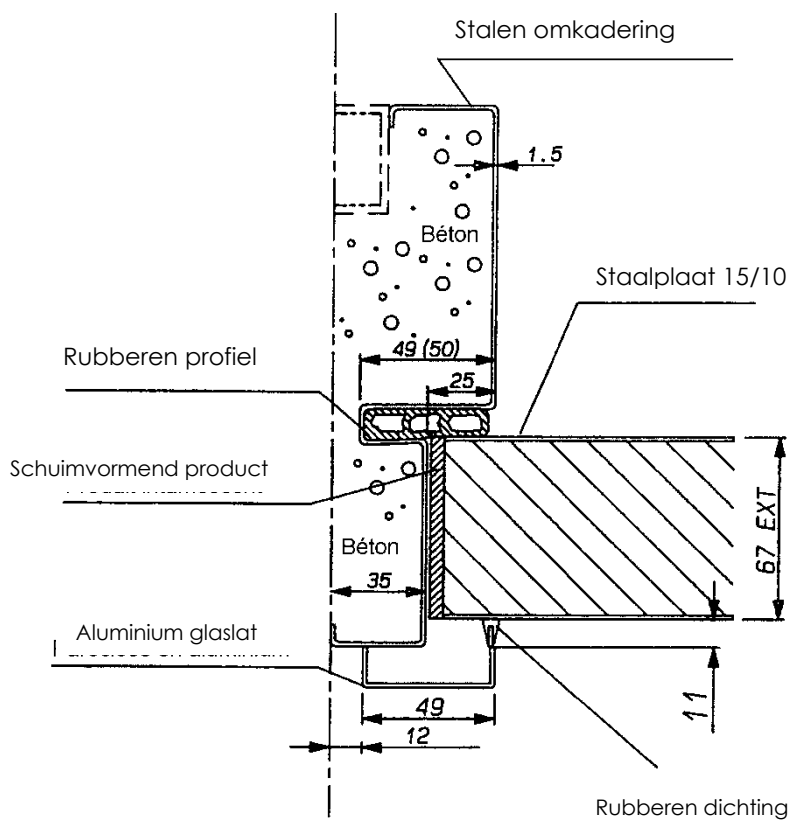 Stalen omkadering
1.5
Béton
Staalplaat 15/10
49 (50)
Rubberen profiel
25
Schuimvormend product
67 EXT
Béton
35
Aluminium glaslat
11
49
12
Rubberen dichting